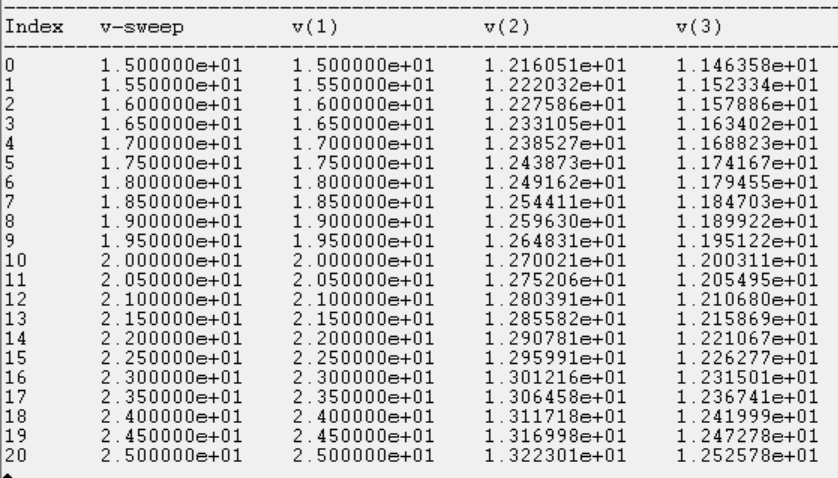 Index v-sweep v(1) v(2) v(3)
0 1.500000e+01 1.500000e+01 1.216051e+01 1.146358e+01
1 1.550000e+01 1.550000e+01 1.222032e+01 1.152334e+01
2 1.600000e+01 1.600000e+01 1.227586e+01 1.157886e+01
3 1.650000e+01 1.650000e+01 1.233105e+01 1.163402e+01
4 1.700000e+01 1.700000e+01 1.238527e+01 1.168823e+01
5 1.750000e+01 1.750000e+01 1.243873e+01 1.174167e+01
6 1.800000e+01 1.800000e+01 1.249162e+01 1.179455e+01
7 1.850000e+01 1.850000e+01 1.254411e+01 1.184703e+01
8 1.900000e+01 1.900000e+01 1.259630e+01 1.189922e+01
9 1.950000e+01 1.950000e+01 1.264831e+01 1.195122e+01
10 2.000000e+01 2.000000e+01 1.270021e+01 1.200311e+01
11 2.050000e+01 2.050000e+01 1.275206e+01 1.205495e+01
12 2.100000e+01 2.100000e+01 1.280391e+01 1.210680e+01
13 2.150000e+01 2.150000e+01 1.285582e+01 1.215869e+01
14 2.200000e+01 2.200000e+01 1.290781e+01 1.221067e+01
15 2.250000e+01 2.250000e+01 1.295991e+01 1.226277e+01
16 2.300000e+01 2.300000e+01 1.301216e+01 1.231501e+01
17 2.350000e+01 2.350000e+01 1.306458e+01 1.236741e+01
18 2.400000e+01 2.400000e+01 1.311718e+01 1.241999e+01
19 2.450000e+01 2.450000e+01 1.316998e+01 1.247278e+01
20 2.500000e+01 2.500000e+01 1.322301e+01 1.252578e+01